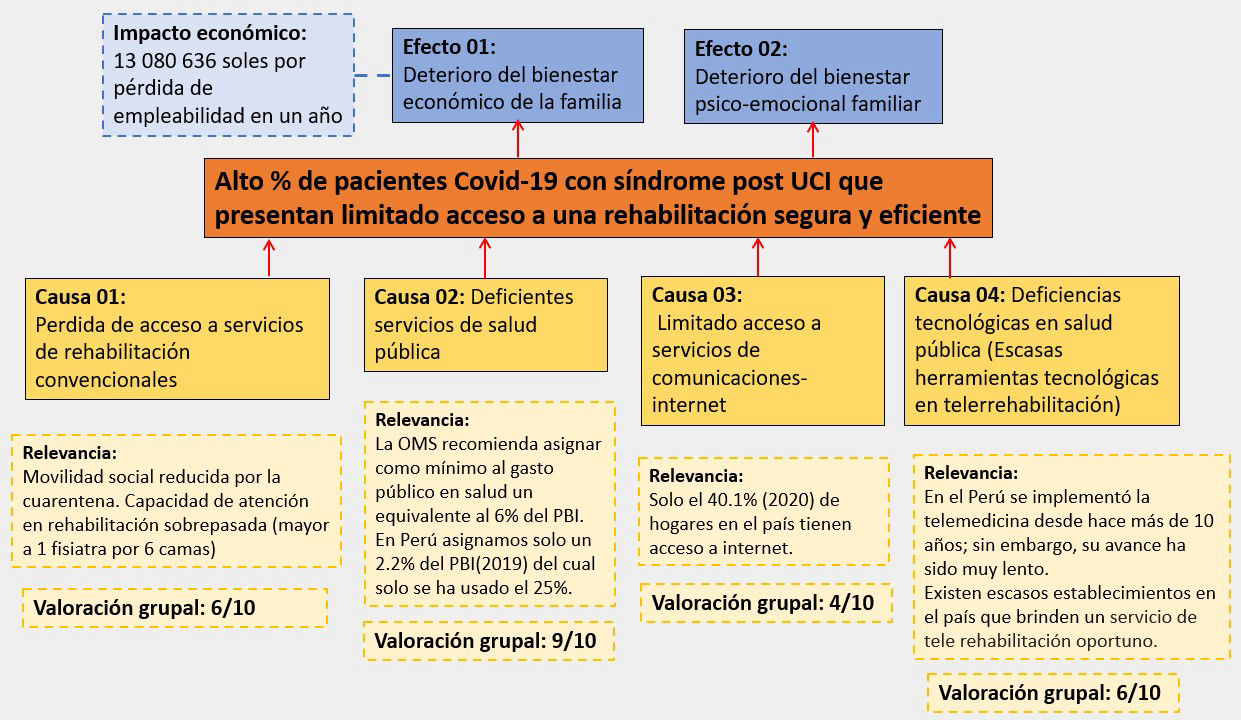 Impacto económico:
13 080 636 soles por
pérdida de
empleabilidad en un año
Efecto 01:
Deterioro del bienestar
económico de la familia
Efecto 02:
Deterioro del bienestar
psico-emocional familiar
Alto % de pacientes Covid-19 con síndrome post UCI que
presentan limitado acceso a una rehabilitación segura y eficiente
Causa 01:
Perdida de acceso a servicios
de rehabilitación
convencionales
Causa 02: Deficientes
servicios de salud
pública
Causa 03:
Limitado acceso a
servicios de
comunicaciones-
internet
Causa 04: Deficiencias
tecnológicas en salud
pública (Escasas
herramientas tecnológicas
en telerrehabilitación)
Relevancia:
Movilidad social reducida por la
cuarentena. Capacidad de atención
en rehabilitación sobrepasada (mayor
a 1 fisiatra por 6 camas)
Valoración grupal: 6/10
Relevancia:
La OMS recomienda asignar
como mínimo al gasto
público en salud un
equivalente al 6% del PBI.
En Perú asignamos solo un
2.2% del PBI(2019) del cual
solo se ha usado el 25%.
Valoración grupal: 9/10
Relevancia:
Solo el 40.1% (2020) de
hogares en el país tienen
acceso a internet.
Valoración grupal: 4/10
Relevancia:
En el Perú se implementó la
telemedicina desde hace más de 10
años; sin embargo, su avance ha
sido muy lento.
Existen escasos establecimientos en
el país que brinden un servicio de
tele rehabilitación oportuno.
Valoración grupal: 6/10